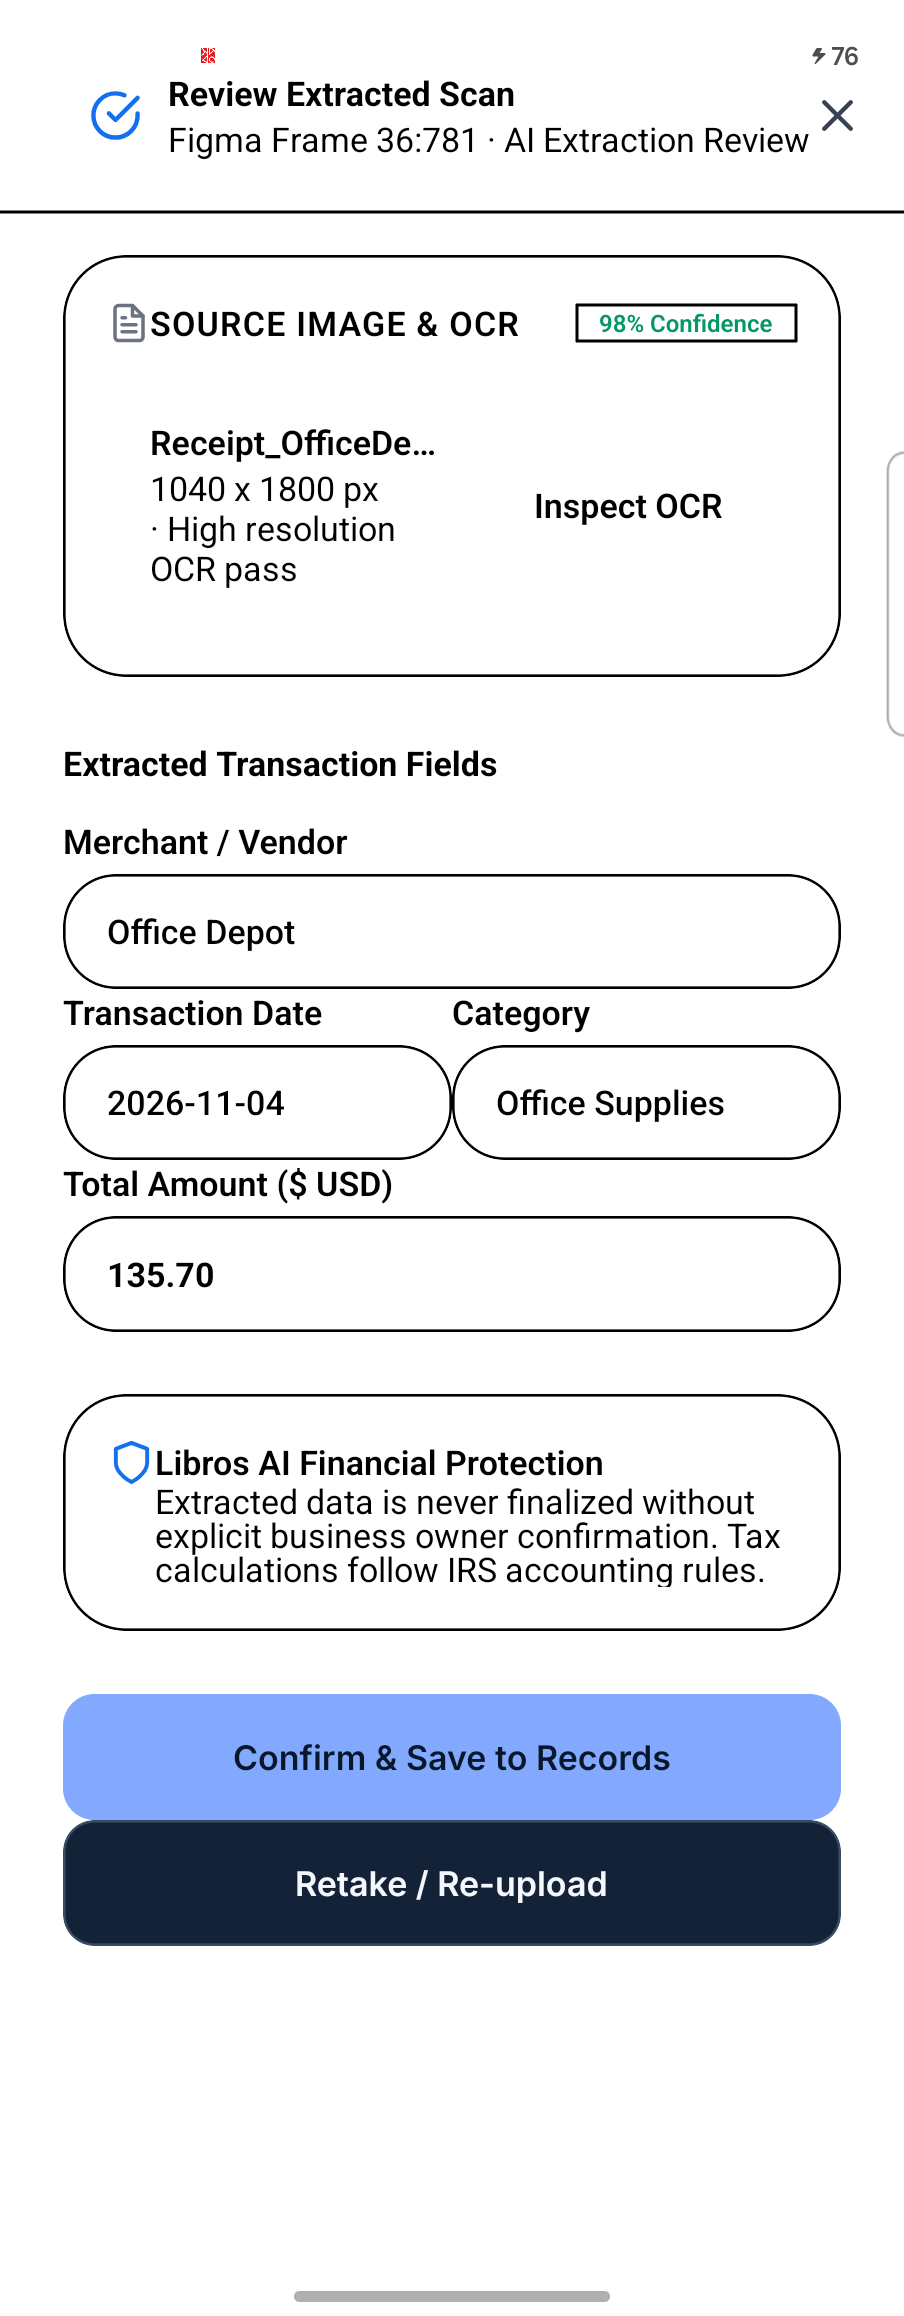 76
Review Extracted Scan
Figma Frame 36:781 · AI Extraction Review
SOURCE IMAGE & OCR
98% Confidence
Receipt_OfficeDe...
1040 x 1800 px
· High resolution
OCR pass
Inspect OCR
Extracted Transaction Fields
Merchant / Vendor
Office Depot
Transaction Date
Category
2026-11-04
Office Supplies
Total Amount ($ USD)
135.70
Libros AI Financial Protection
Extracted data is never finalized without
explicit business owner confirmation. Tax
calculations follow IRS accounting rules.
Confirm & Save to Records
Retake / Re-upload